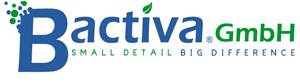 Bactiva® GmbH
SMALL DETAIL BIG DIFFERENCE